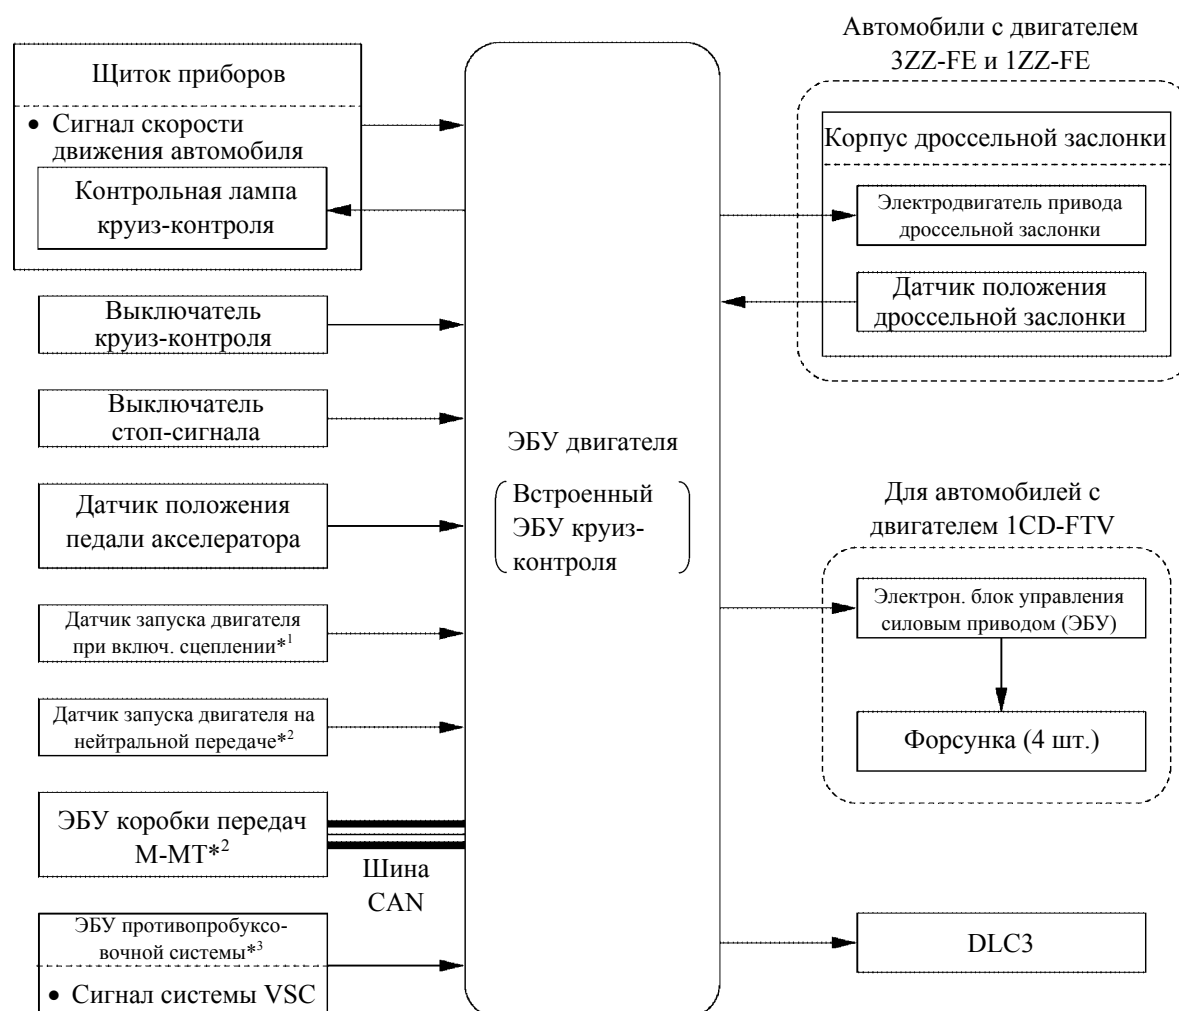 Щиток приборов
• Сигнал скорости
движения автомобиля
Контрольная лампа
круиз-контроля
Выключатель
круиз-контроля
Выключатель
стоп-сигнала
Датчик положения
педали акселератора
Датчик запуска двигателя
при включ. сцеплении*1
Датчик запуска двигателя на
нейтральной передаче*2
ЭБУ коробки передач
M-MT*2
Шина
CAN
ЭБУ противопробуксо-
вочной системы*3
• Сигнал системы VSC
ЭБУ двигателя
Встроенный
ЭБУ круиз-
контроля
Автомобили с двигателем
3ZZ-FE и 1ZZ-FE
Корпус дроссельной заслонки
Электродвигатель привода
дроссельной заслонки
Датчик положения
дроссельной заслонки
Для автомобилей с
двигателем 1CD-FTV
Электрон. блок управления
силовым приводом (ЭБУ)
Форсунка (4 шт.)
DLC3